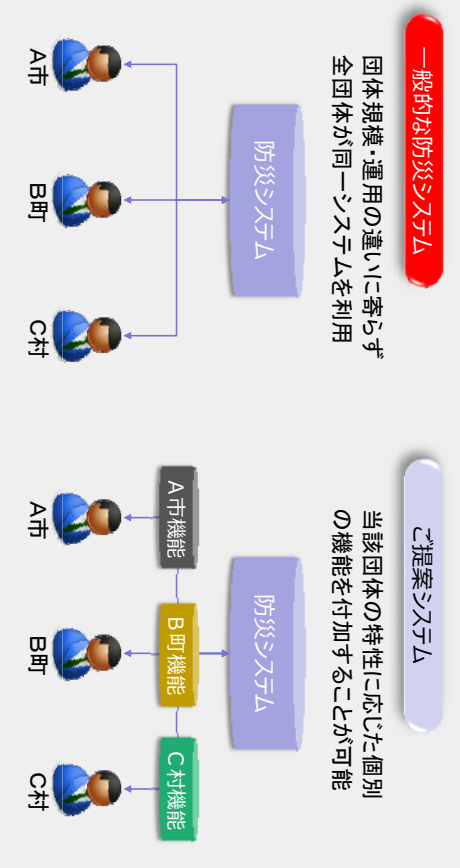 一般的な防災システム
団体規模・運用の違いに寄らず
全団体が同一システムを利用
防災システム
A市
B町
C村
ご提案システム
当該団体の特性に応じた個別
の機能を付加することが可能
防災システム
A市機能
B町機能
C村機能
A市
B町
C村